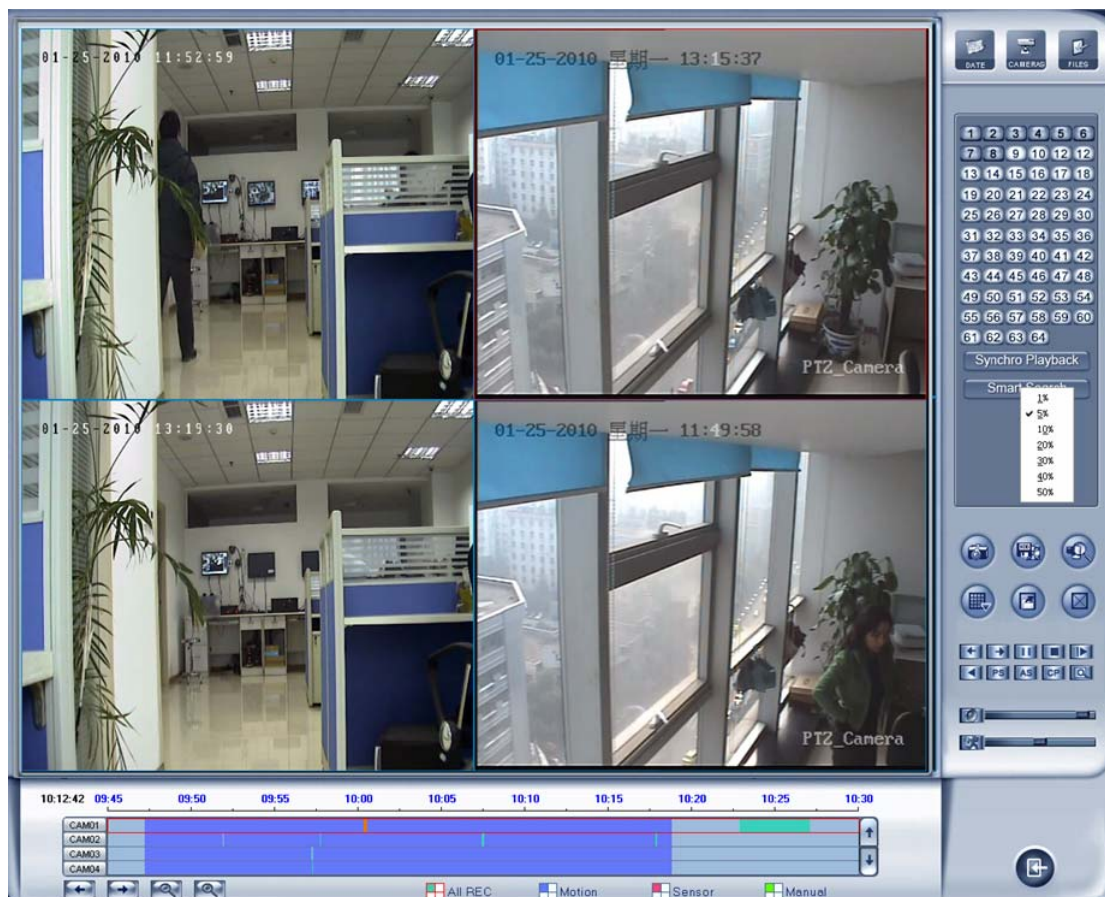 01-25-2010 11:52:59
01-25-2010 星期一 13:15:37
PTZ_Camera
01-25-2010 13:19:30
01-25-2010 星期一 11:49:58
PTZ_Camera
DATE CAMERAS FILES
1 2 3 4 5 6
7 8 9 10 12 12
13 14 15 16 17 18
19 20 21 22 23 24
25 26 27 28 29 30
31 32 33 34 35 36
37 38 39 40 41 42
43 44 45 46 47 48
49 50 51 52 53 54
55 56 57 58 59 60
61 62 63 64
Synchro Playback
Smart Search
1%
5%
10%
20%
30%
40%
50%
PS AS CP
10:12:42 09:45 09:50 09:55 10:00 10:05 10:10 10:15 10:20 10:25 10:30
CAM01
CAM02
CAM03
CAM04
All REC Motion Sensor Manual